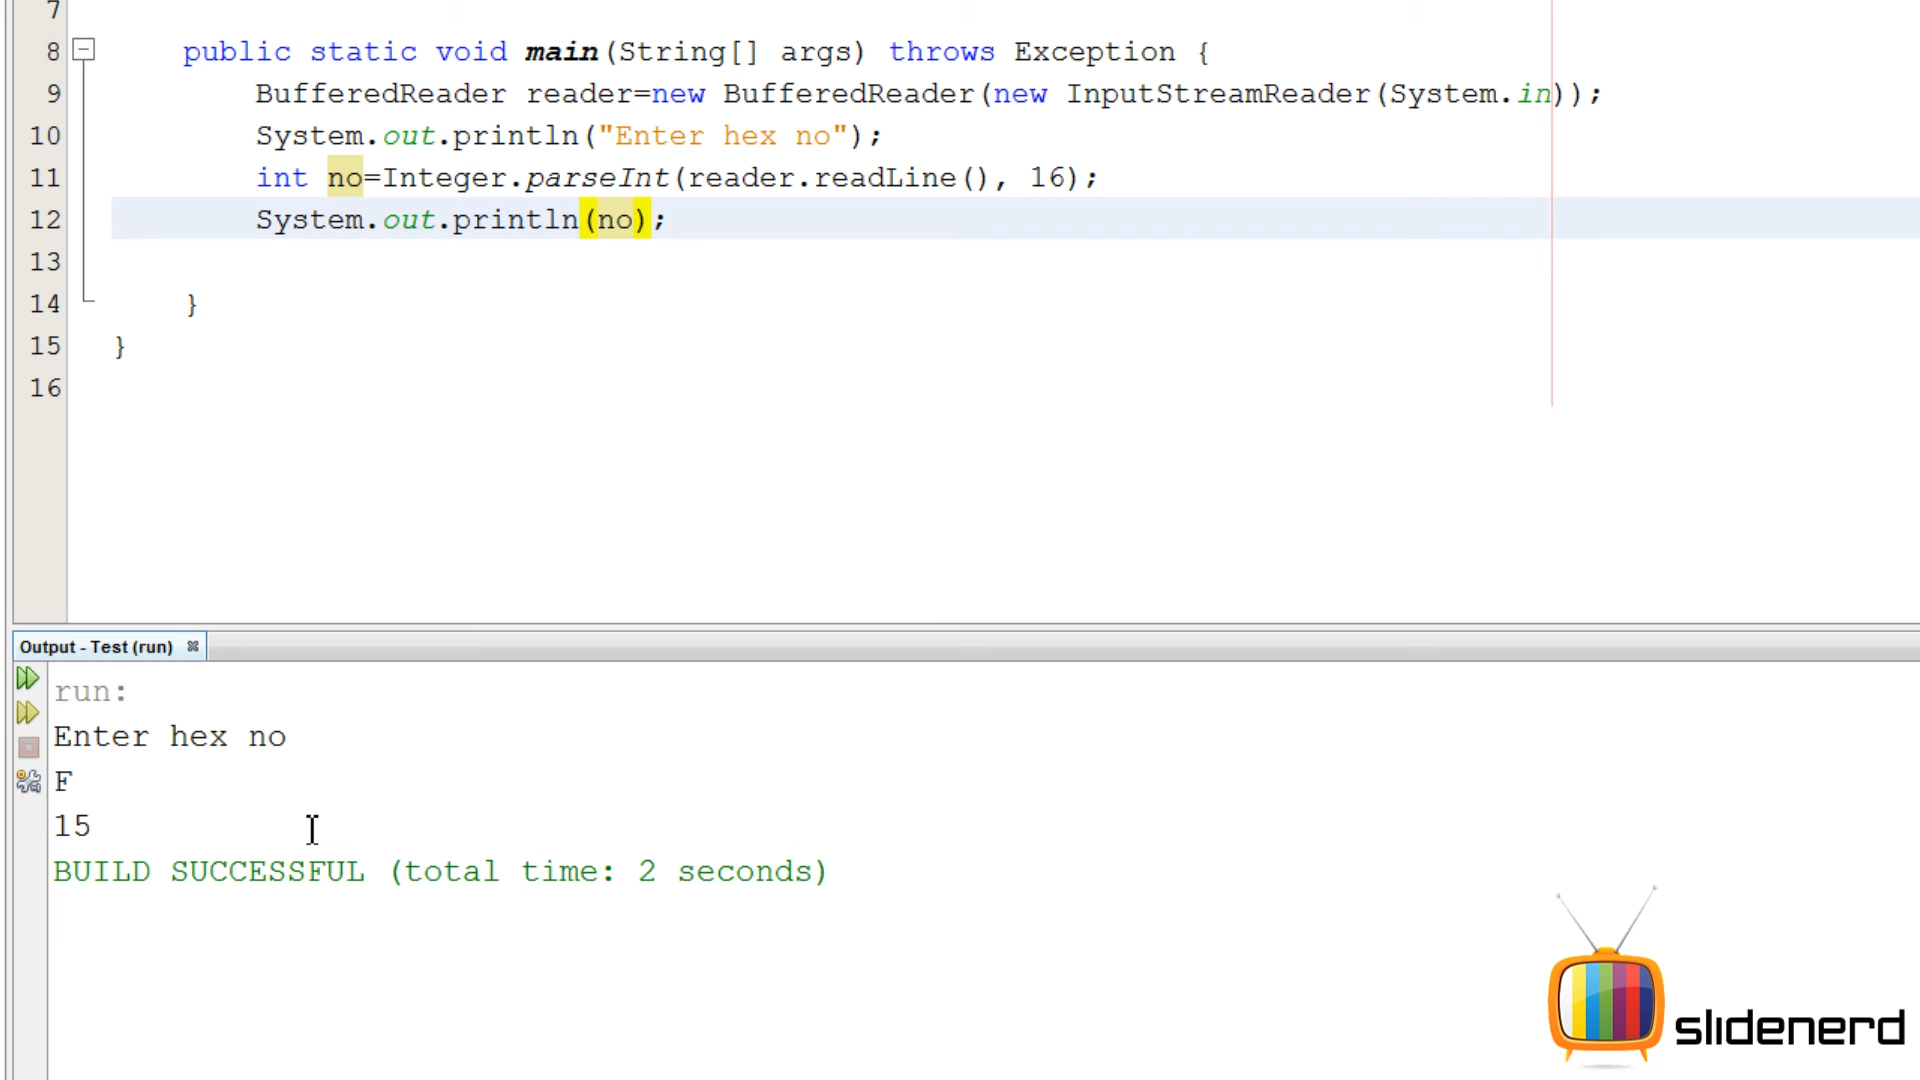 7
8 public static void main(String[] args) throws Exception {
9 BufferedReader reader=new BufferedReader(new InputStreamReader(System.in));
10 System.out.println("Enter hex no");
11 int no=Integer.parseInt(reader.readLine(), 16);
12 System.out.println(no);
13
14 }
15 }
16
Output - Test (run)
run:
Enter hex no
F
15
BUILD SUCCESSFUL (total time: 2 seconds)
slidenerd